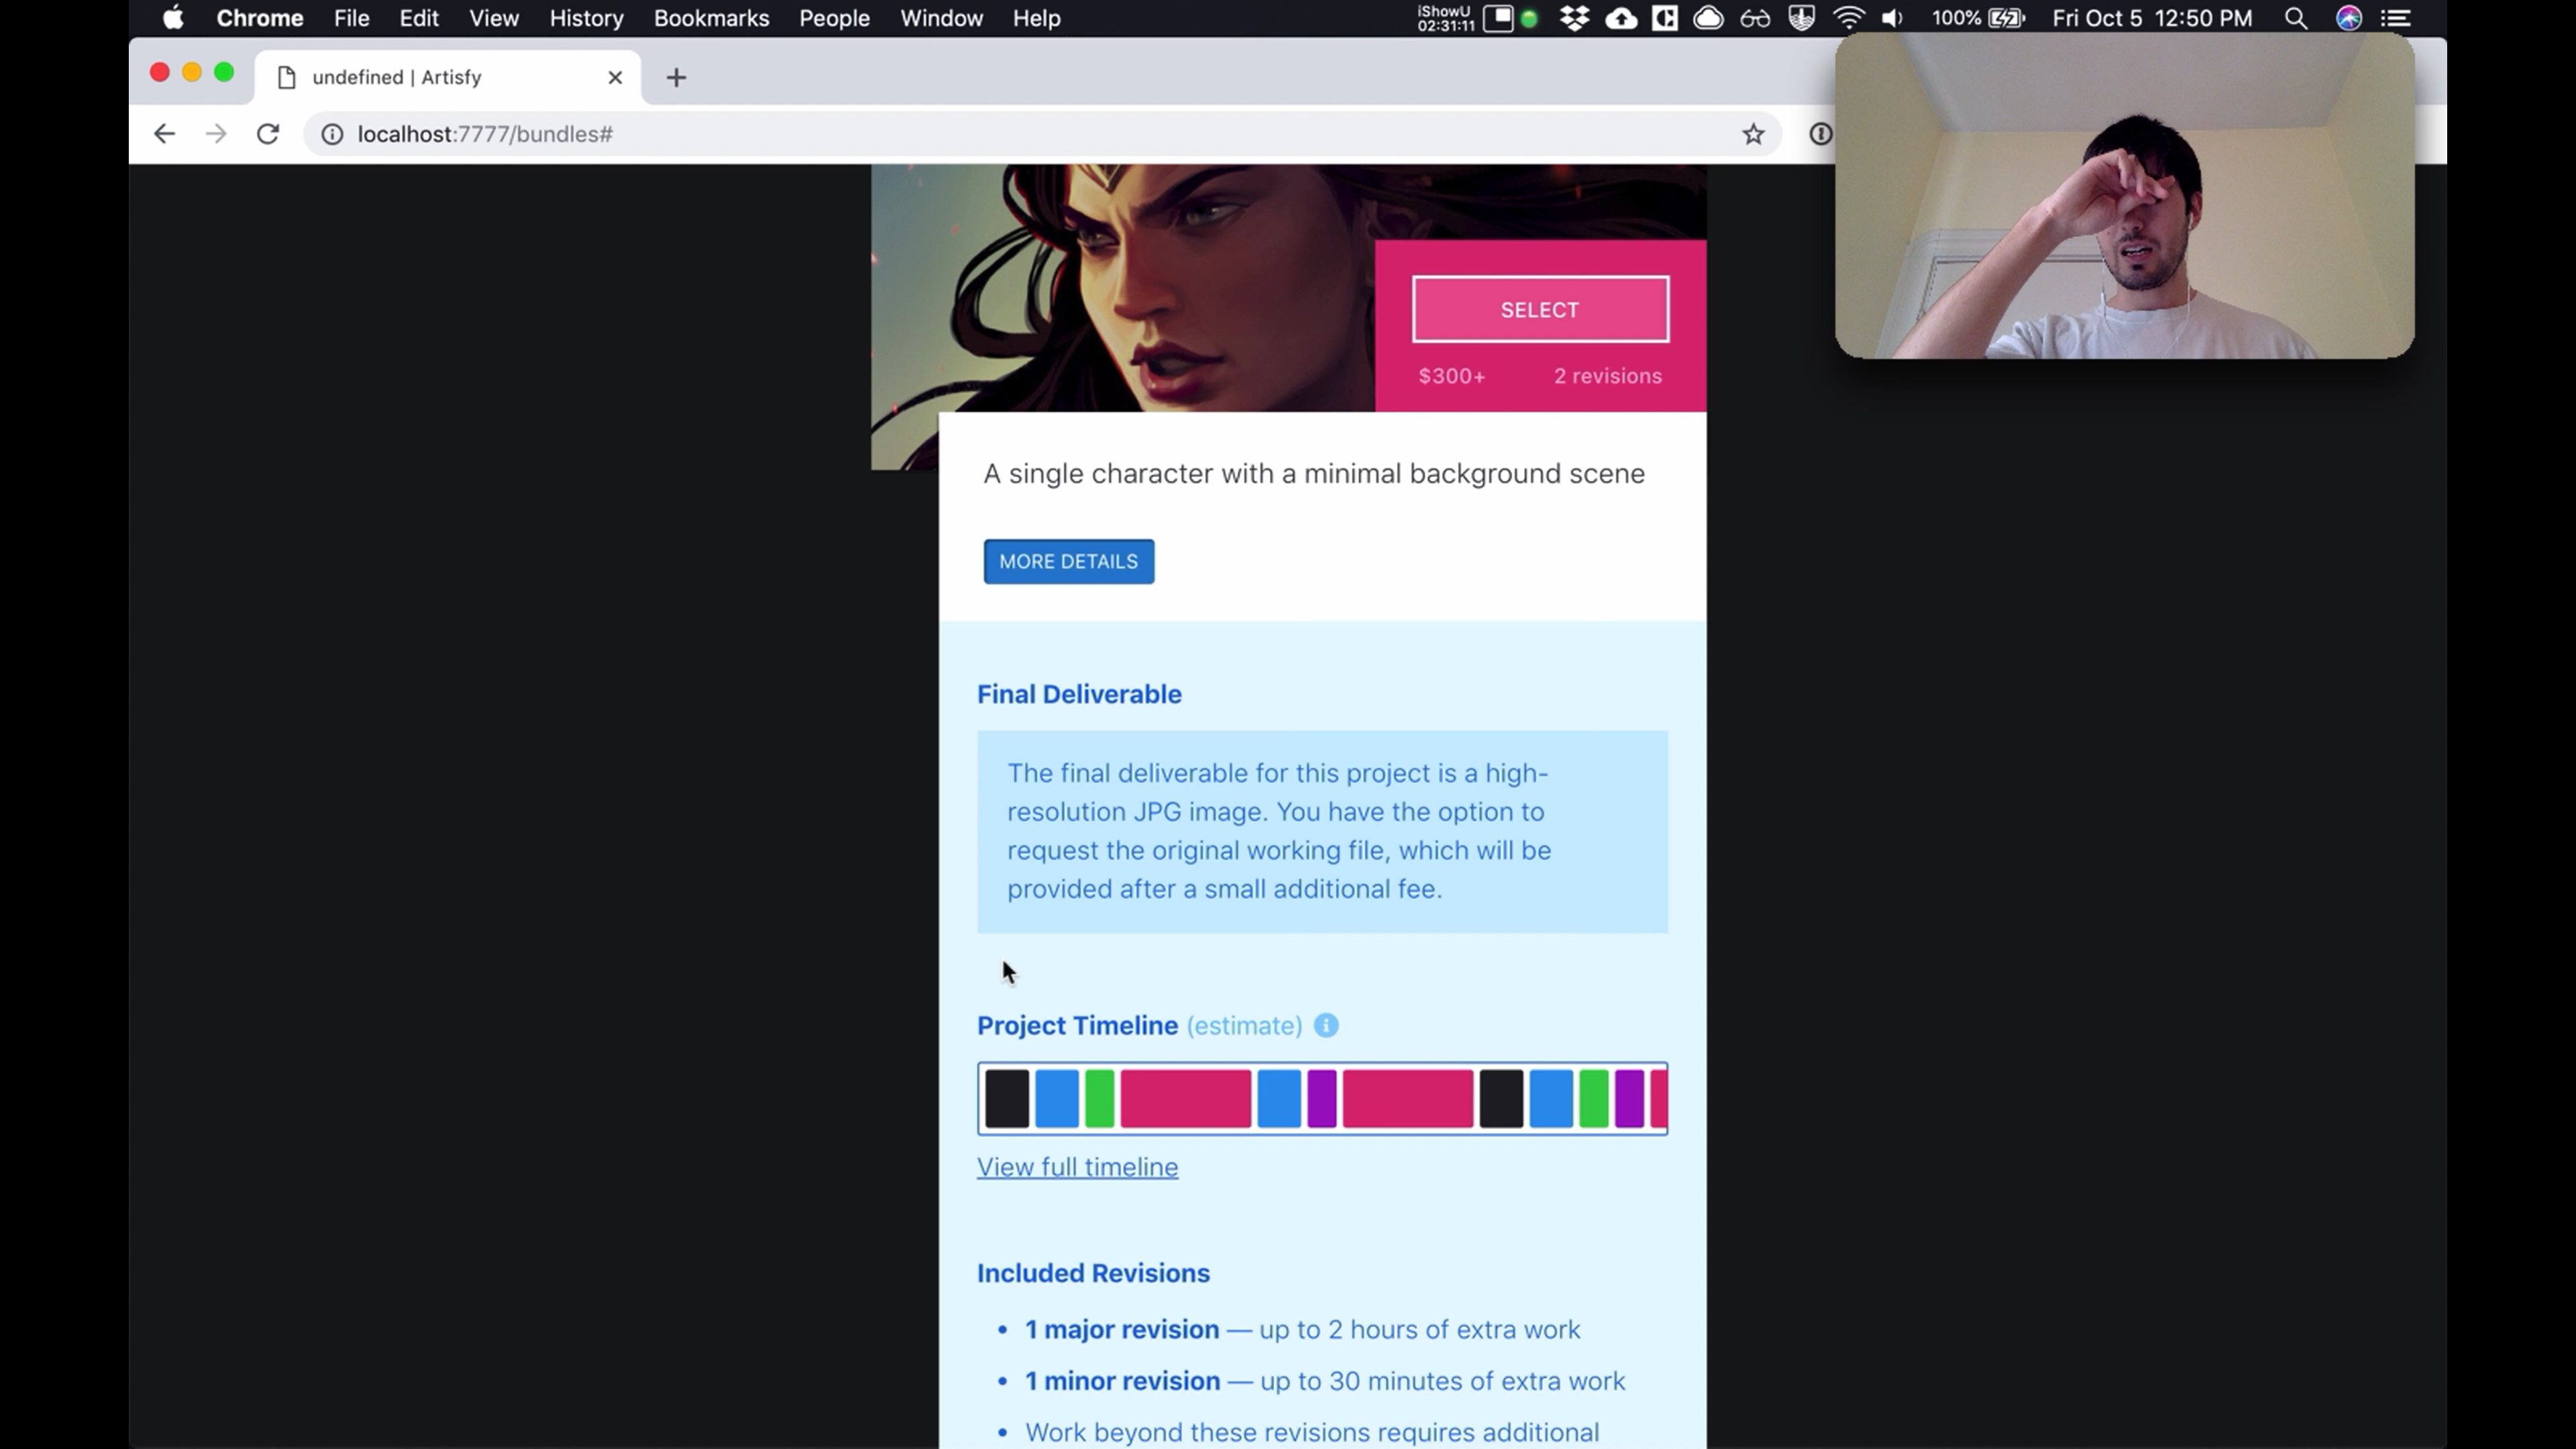 Chrome File Edit View History Bookmarks People Window Help
iShowU
02:31:11
100%
Fri Oct 5 12:50 PM
undefined | Artisfy
localhost:7777/bundles#
SELECT
$300+ 2 revisions
A single character with a minimal background scene
MORE DETAILS
Final Deliverable
The final deliverable for this project is a high-
resolution JPG image. You have the option to
request the original working file, which will be
provided after a small additional fee.
Project Timeline (estimate)
View full timeline
Included Revisions
• 1 major revision — up to 2 hours of extra work
• 1 minor revision — up to 30 minutes of extra work
• Work beyond these revisions requires additional